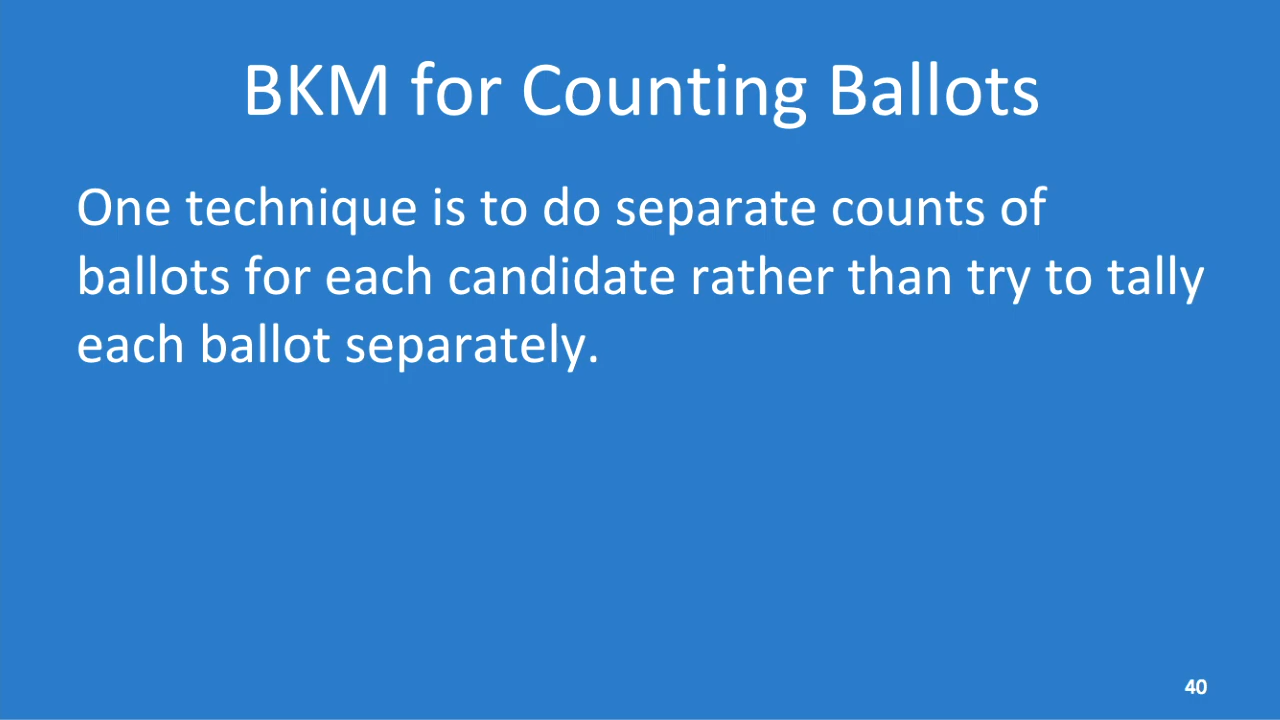 BKM for Counting Ballots
One technique is to do separate counts of
ballots for each candidate rather than try to tally
each ballot separately.
40